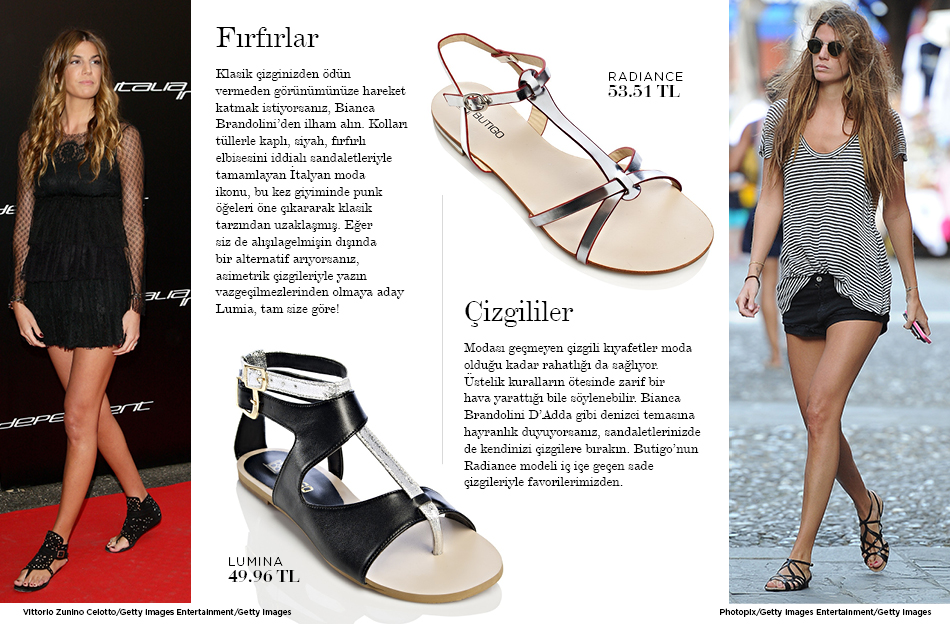 Fırfırlar
Klasik çizginizden ödün
vermeden görünümünüze hareket
katmak istiyorsanız, Bianca
Brandolini’den ilham alın. Kolları
tüllerle kaplı, siyah, fırfırlı
elbisesini iddialı sandaletleriyle
tamamlayan İtalyan moda
ikonu, bu kez giyiminde punk
öğeleri öne çıkararak klasik
tarzından uzaklaşmış. Eğer
siz de alışılagelmişin dışında
bir alternatif arıyorsanız,
asimetrik çizgileriyle yazın
vazgeçilmezlerinden olmaya aday
Lumia, tam size göre!
RADIANCE
53.51 TL
BUTIGO
Çizgililer
Modası geçmeyen çizgili kıyafetler moda
olduğu kadar rahatlığı da sağlıyor.
Üstelik kuralların ötesinde zarif bir
hava yarattığı bile söylenebilir. Bianca
Brandolini D’Adda gibi denizci temasına
hayranlık duyuyorsanız, sandaletlerinizde
de kendinizi çizgilere bırakın. Butigo’nun
Radiance modeli iç içe geçen sade
çizgileriyle favorilerimizden.
LUMINA
49.96 TL
Vittorio Zunino Celotto/Getty Images Entertainment/Getty Images
Photopix/Getty Images Entertainment/Getty Images